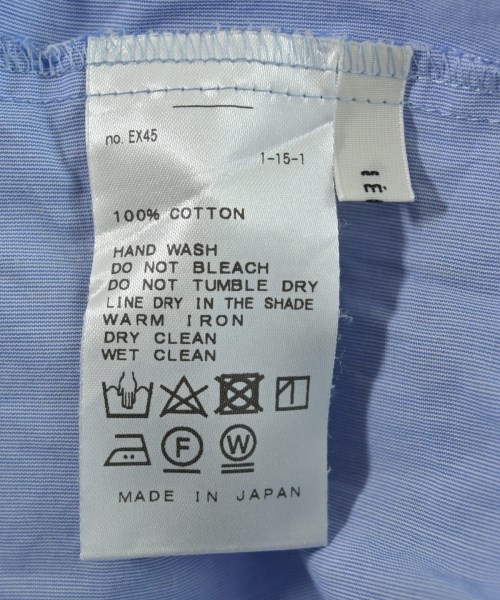 no. EX45
1-15-1
100% COTTON
HAND WASH
DO NOT BLEACH
DO NOT TUMBLE DRY
LINE DRY IN THE SHADE
WARM IRON
DRY CLEAN
WET CLEAN
F W
MADE IN JAPAN